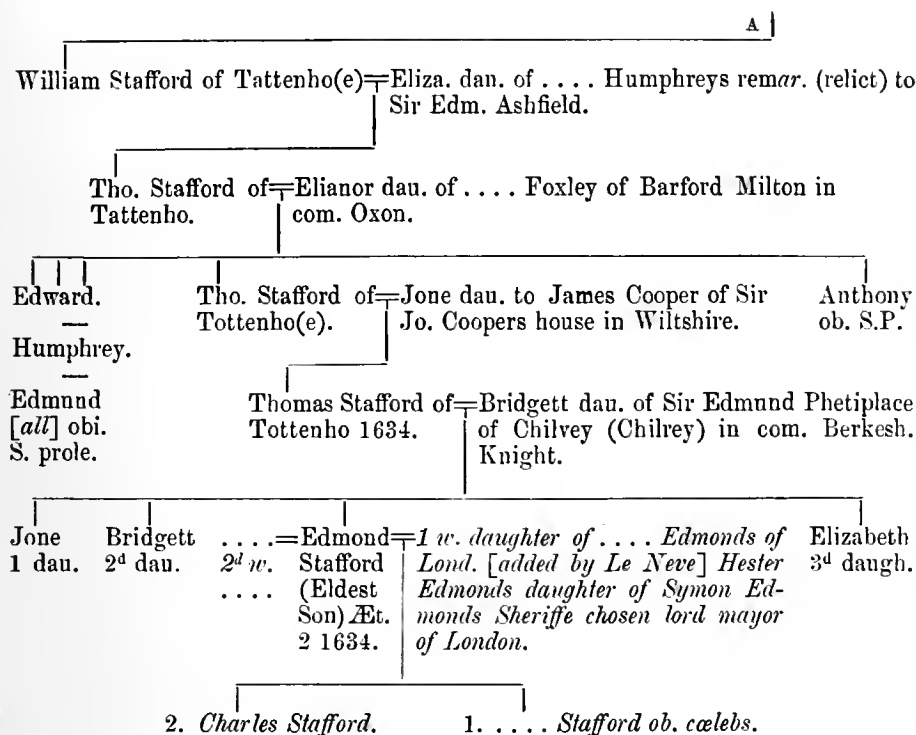 A
William Stafford of Tattenho(e)=Eliza. dau. of .... Humphreys remar. (relict) to
Sir Edm. Ashfield.
Tho. Stafford of=Elianor dau. of .... Foxley of Barford Milton in
Tattenho. com. Oxon.
Edward. Tho. Stafford of=Jone dau. to James Cooper of Sir Anthony
Tottenho(e). Jo. Coopers house in Wiltshire. ob. S.P.
—
Humphrey.
—
Edmund Thomas Stafford of=Bridgett dau. of Sir Edmund Phetiplace
[all] obi. Tottenho 1634. of Chilvey (Chilrey) in com. Berkesh.
S. prole. Knight.
Jone Bridgett ....=Edmond=1 w. daughter of .... Edmonds of Elizabeth
1 dau. 2d dau. 2d w. Stafford Lond. [added by Le Neve] Hester 3d daugh.
.... (Eldest Edmonds daughter of Symon Ed-
Son) Æt. monds Sheriffe chosen lord mayor
2 1634. of London.
2. Charles Stafford. 1. .... Stafford ob. cœlebs.